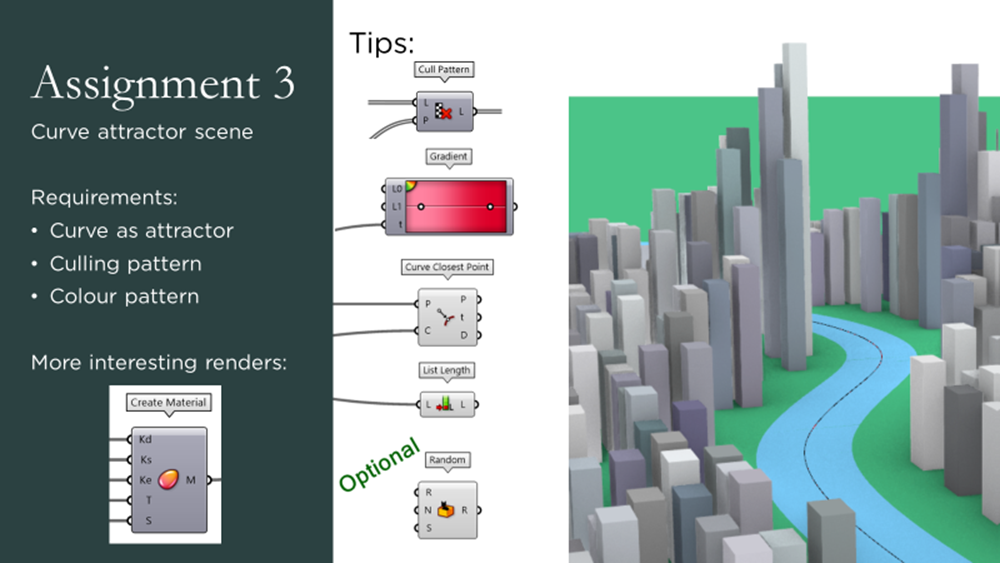 Assignment 3
Curve attractor scene
Requirements:
• Curve as attractor
• Culling pattern
• Colour pattern
More interesting renders:
Create Material
Kd
Ks
Ke M
T
S
Tips:
Cull Pattern
L L
P
Gradient
L0
L1
t
Curve Closest Point
P P
t
C D
List Length
L L
Optional
Random
R
N R
S